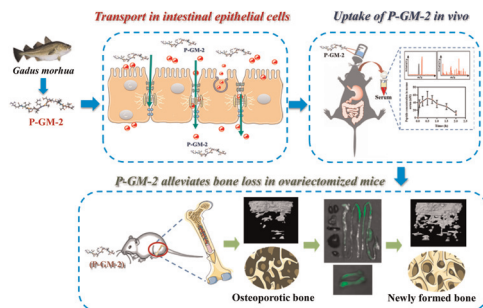 Transport in intestinal epithelial cells
Uptake of P-GM-2 in vivo
P-GM-2
P-GM-2
Gadus morhua
P-GM-2
Serum
P-GM-2
P-GM-2 alleviates bone loss in ovariectomized mice
(P-GM-2)
Osteoporotic bone
Newly formed bone